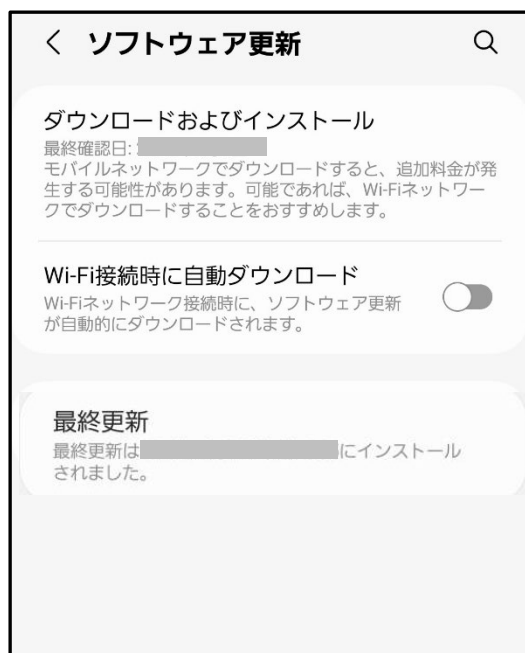 ソフトウェア更新
ダウンロードおよびインストール
最終確認日:
モバイルネットワークでダウンロードすると、追加料金が発
生する可能性があります。可能であれば、Wi-Fiネットワー
クでダウンロードすることをおすすめします。
Wi-Fi接続時に自動ダウンロード
Wi-Fiネットワーク接続時に、ソフトウェア更新
が自動的にダウンロードされます。
最終更新
最終更新は にインストール
されました。